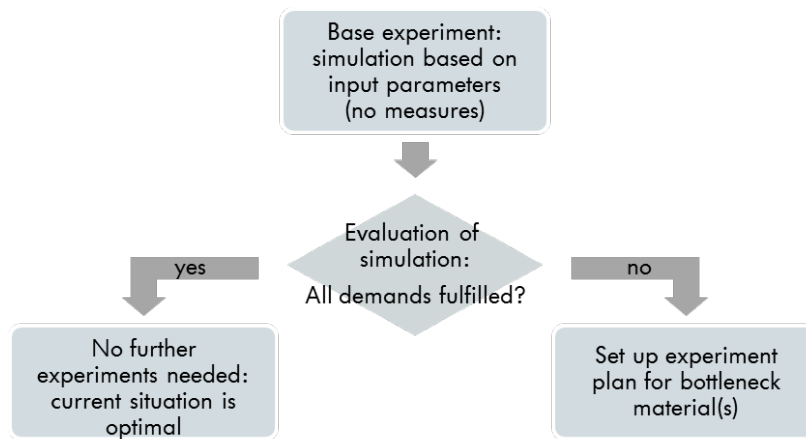 Base experiment:
simulation based on
input parameters
(no measures)
Evaluation of
simulation:
All demands fulfilled?
yes
no
No further
experiments needed:
current situation is
optimal
Set up experiment
plan for bottleneck
material(s)